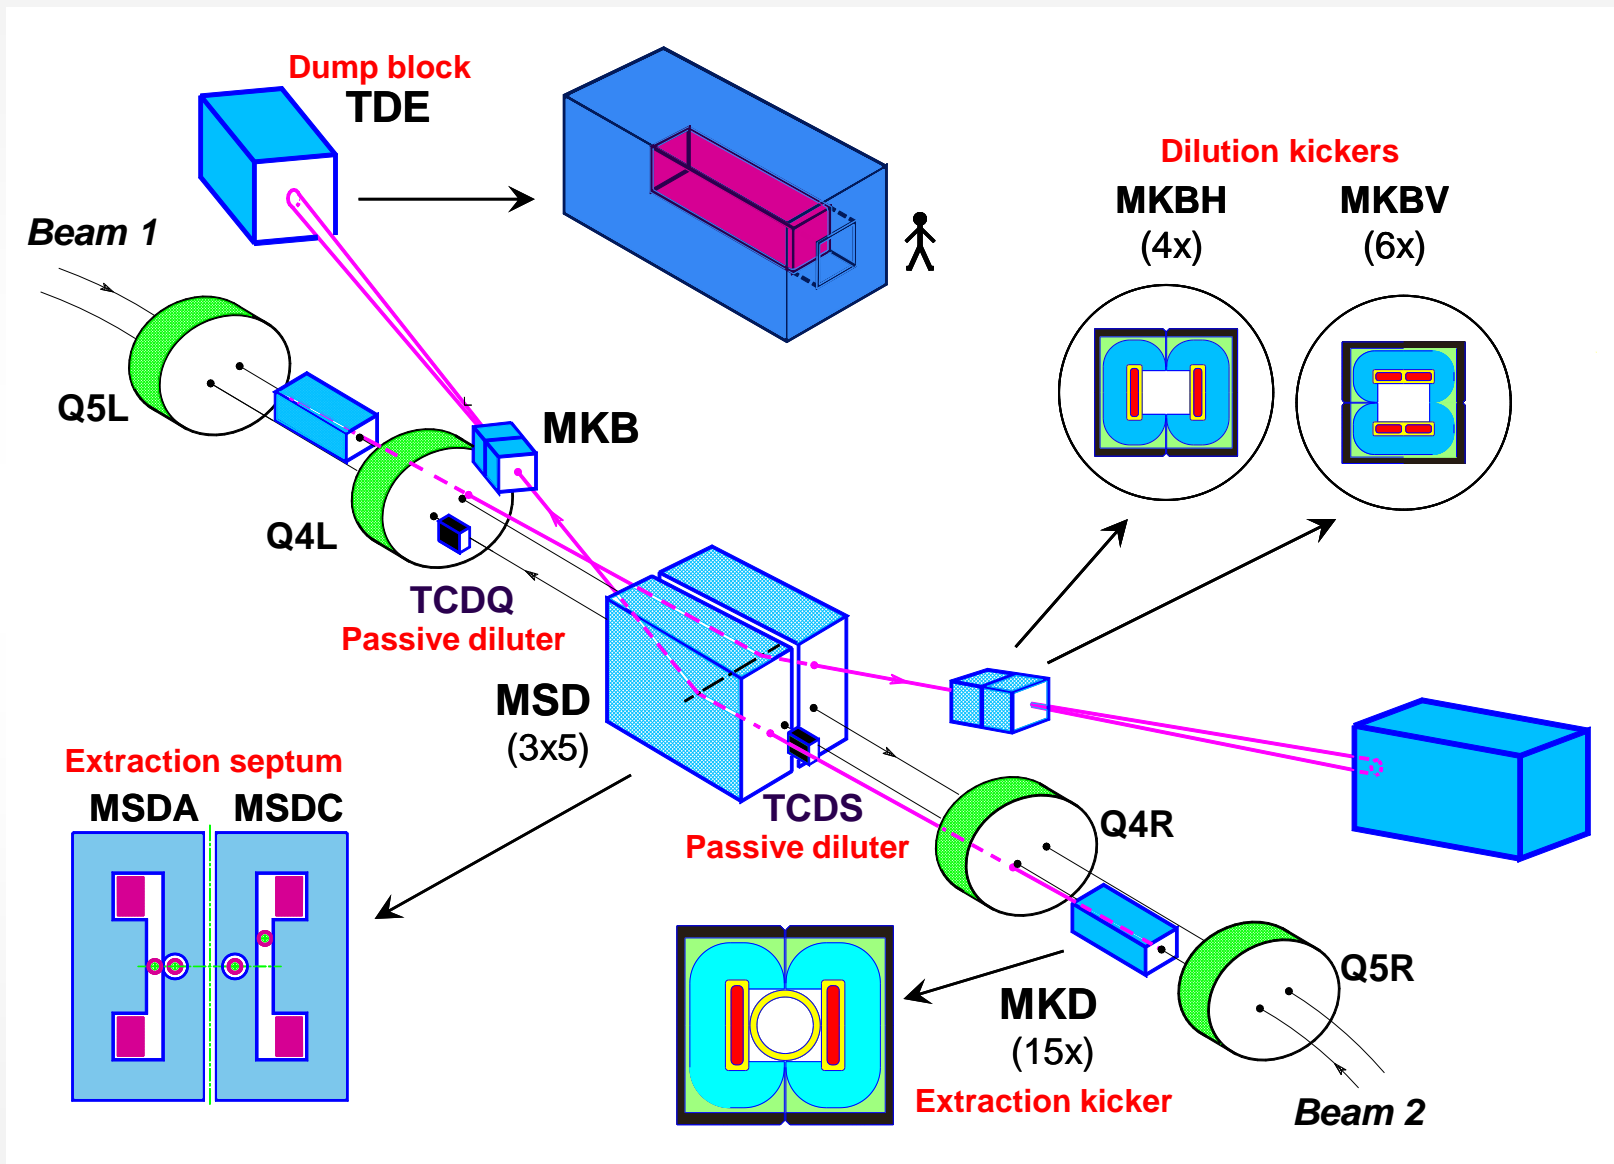 Dump block
TDE
Dilution kickers
MKBH
(4x)
MKBV
(6x)
Beam 1
Q5L
MKB
Q4L
TCDQ
Passive diluter
MSD
(3x5)
Extraction septum
MSDA
MSDC
TCDS
Passive diluter
Q4R
Q5R
MKD
(15x)
Extraction kicker
Beam 2